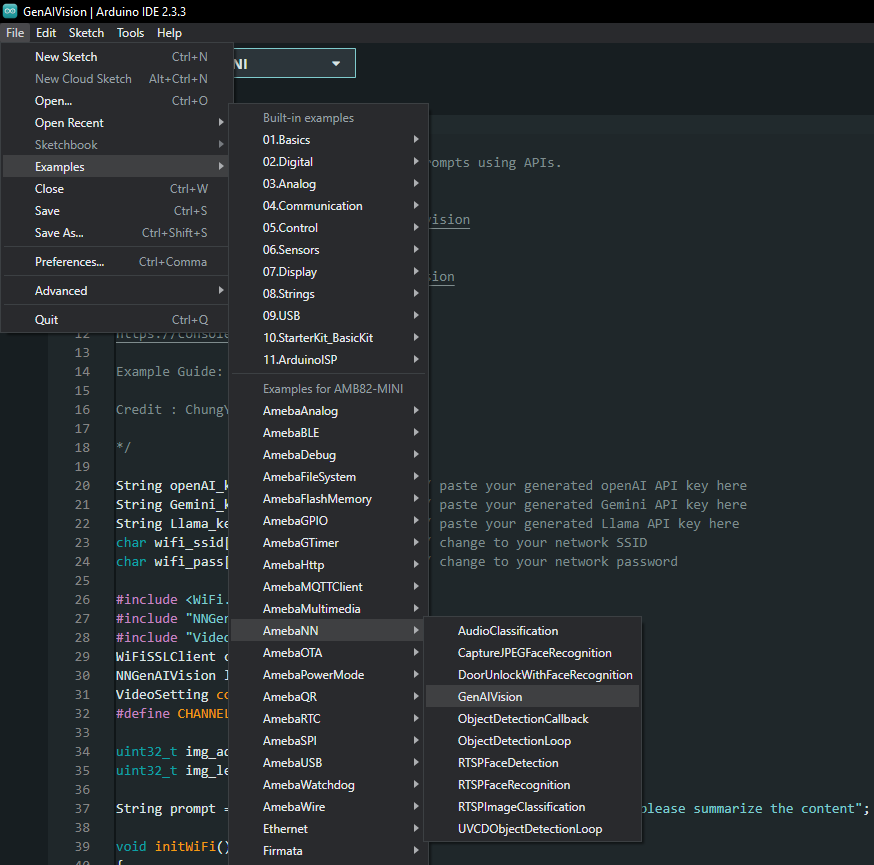 GenAIVision | Arduino IDE 2.3.3
File Edit Sketch Tools Help
New Sketch Ctrl+N
New Cloud Sketch Alt+Ctrl+N
Open... Ctrl+O
Open Recent
Sketchbook
Examples
Close Ctrl+W
Save Ctrl+S
Save As... Ctrl+Shift+S
Preferences... Ctrl+Comma
Advanced
Quit Ctrl+Q
Built-in examples
01.Basics
02.Digital
03.Analog
04.Communication
05.Control
06.Sensors
07.Display
08.Strings
09.USB
10.StarterKit_BasicKit
11.ArduinoISP
Examples for AMB82-MINI
AmebaAnalog
AmebaBLE
AmebaDebug
AmebaFileSystem
AmebaFlashMemory
AmebaGPIO
AmebaGTimer
AmebaHttp
AmebaMQTTClient
AmebaMultimedia
AmebaNN
AmebaOTA
AmebaPowerMode
AmebaQR
AmebaRTC
AmebaSPI
AmebaUSB
AmebaWatchdog
AmebaWire
Ethernet
Firmata
AudioClassification
CaptureJPEGFaceRecognition
DoorUnlockWithFaceRecognition
GenAIVision
ObjectDetectionCallback
ObjectDetectionLoop
RTSPFaceDetection
RTSPFaceRecognition
RTSPImageClassification
UVCDObjectDetectionLoop
NI
rompts using APIs.
vision
sion
12 https://console
13
14 Example Guide:
15
16 Credit : ChungY
17
18 */
19
20 String openAI_k / paste your generated openAI API key here
21 String Gemini_k / paste your generated Gemini API key here
22 String Llama_ke / paste your generated Llama API key here
23 char wifi_ssid[ / change to your network SSID
24 char wifi_pass[ / change to your network password
25
26 #include <WiFi.
27 #include "NNGen
28 #include "Video
29 WiFiSSLClient c
30 NNGenAIVision l
31 VideoSetting co
32 #define CHANNEL
33
34 uint32_t img_ad
35 uint32_t img_le
36
37 String prompt = please summarize the content";
38
39 void initWiFi()
40 {